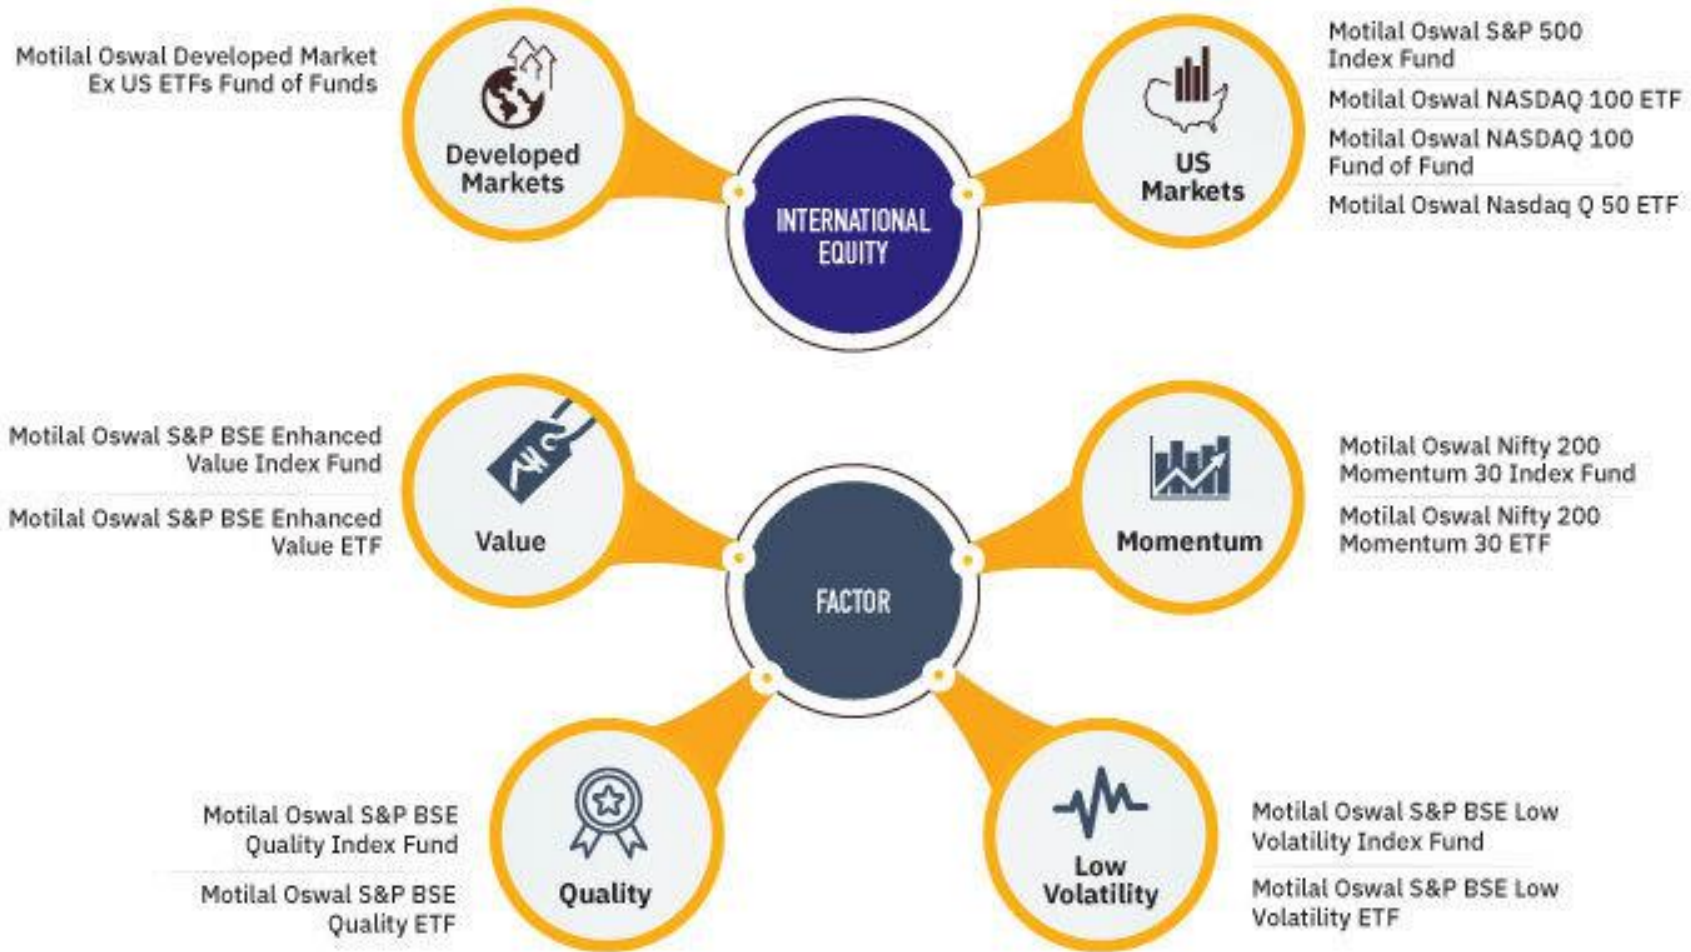 Motilal Oswal Developed Market
Ex US ETFs Fund of Funds
Developed
Markets
INTERNATIONAL
EQUITY
US
Markets
Motilal Oswal S&P 500
Index Fund
Motilal Oswal NASDAQ 100 ETF
Motilal Oswal NASDAQ 100
Fund of Fund
Motilal Oswal Nasdaq Q 50 ETF
Motilal Oswal S&P BSE Enhanced
Value Index Fund
Motilal Oswal S&P BSE Enhanced
Value ETF
Value
FACTOR
Momentum
Motilal Oswal Nifty 200
Momentum 30 Index Fund
Motilal Oswal Nifty 200
Momentum 30 ETF
Motilal Oswal S&P BSE
Quality Index Fund
Motilal Oswal S&P BSE
Quality ETF
Quality
Low
Volatility
Motilal Oswal S&P BSE Low
Volatility Index Fund
Motilal Oswal S&P BSE Low
Volatility ETF